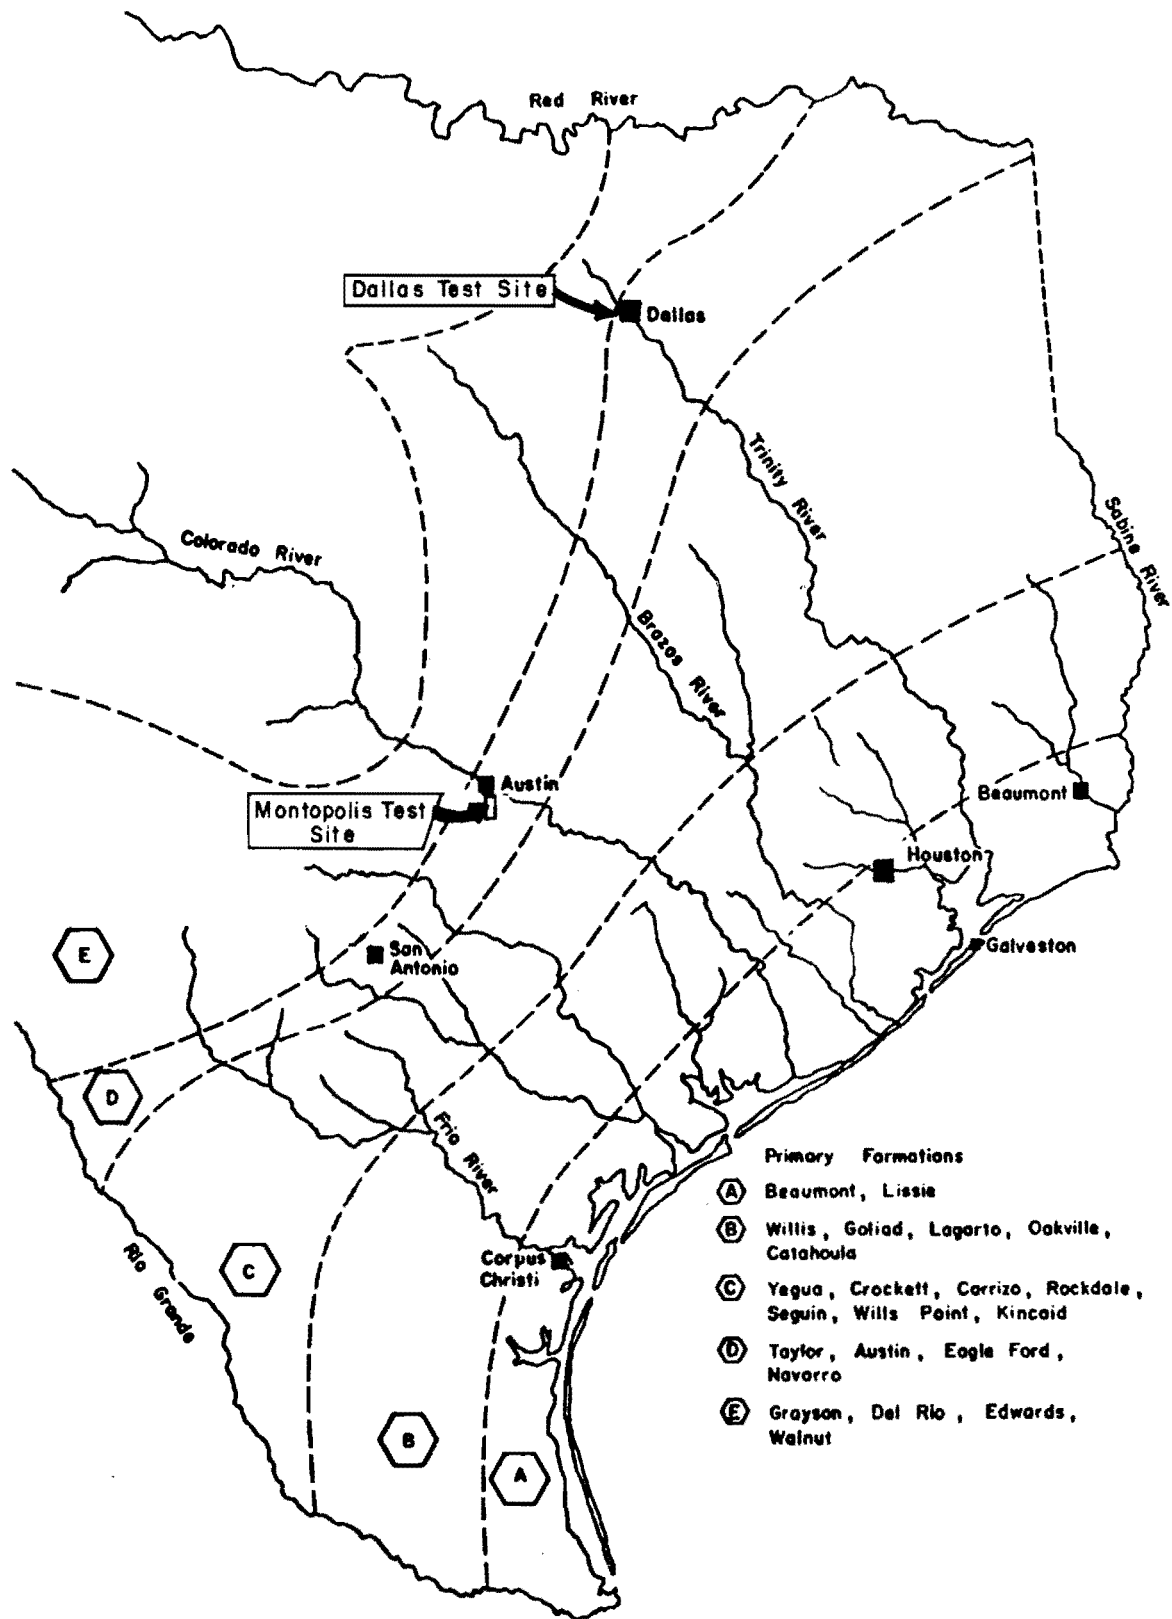 Red River
Dallas Test Site
Dallas
Trinity River
Sabine River
Colorado River
Brazos River
Austin
Montopolis Test
Site
Beaumont
Houston
Galveston
E
San
Antonio
D
Frio River
Primary Formations
A Beaumont, Lissie
B Willis, Goliad, Lagarto, Oakville,
Catahoula
Rio Grande
C
Corpus
Christi
C Yegua, Crockett, Carrizo, Rockdale,
Seguin, Wills Point, Kincaid
D Taylor, Austin, Eagle Ford,
Navarro
E Grayson, Del Rio, Edwards,
Walnut
B
A